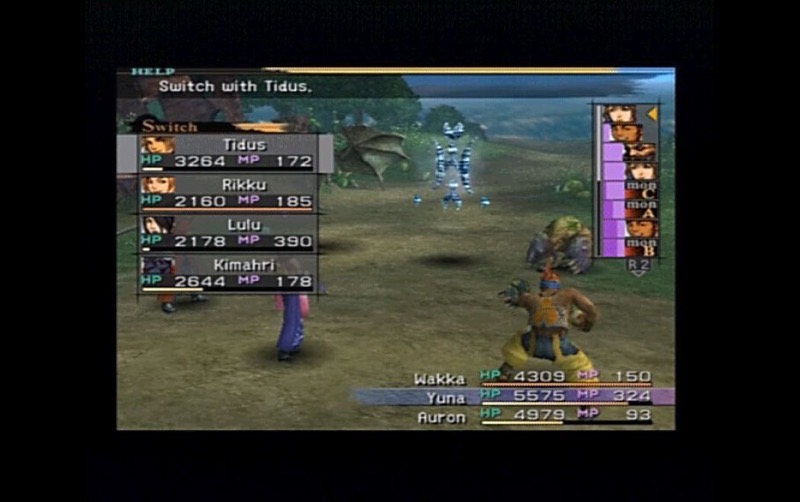 HELP
Switch with Tidus.
Switch
Tidus
HP 3264 MP 172
Rikku
HP 2160 MP 185
Lulu
HP 2178 MP 390
Kimahri
HP 2644 MP 178
mon
C
mon
A
mon
B
R2
Wakka HP 4309 MP 150
Yuna HP 5575 MP 324
Auron HP 4979 MP 93